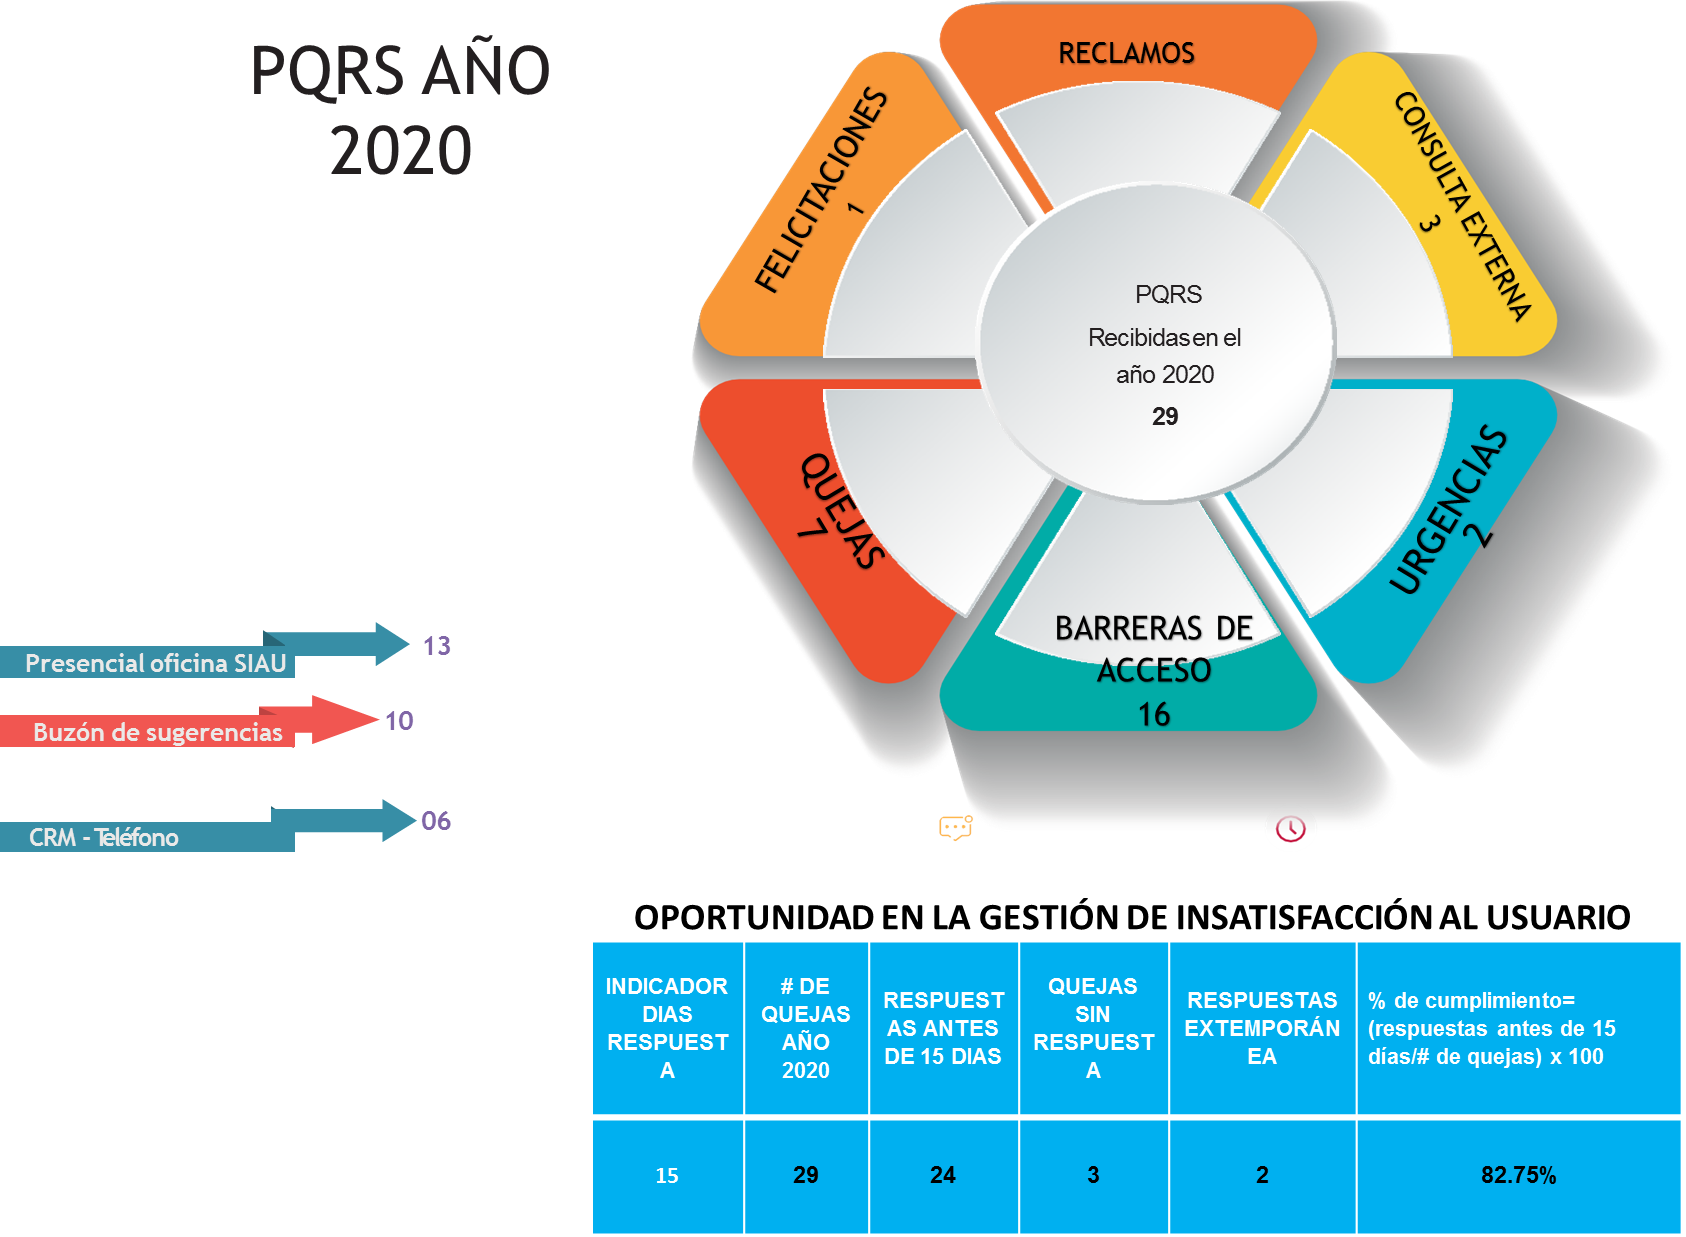 PQRS AÑO
2020
RECLAMOS
FELICITACIONES
1
CONSULTA EXTERNA
3
PQRS
Recibidas en el
año 2020
29
QUEJAS
7
URGENCIAS
2
BARRERAS DE
ACCESO
16
Presencial oficina SIAU
13
Buzón de sugerencias
10
CRM - Teléfono
06
OPORTUNIDAD EN LA GESTIÓN DE INSATISFACCIÓN AL USUARIO
INDICADOR
DIAS
RESPUEST
A
# DE
QUEJAS
AÑO
2020
RESPUEST
AS ANTES
DE 15 DIAS
QUEJAS
SIN
RESPUEST
A
RESPUESTAS
EXTEMPORÁN
EA
% de cumplimiento=
(respuestas antes de 15
días/# de quejas) x 100
15
29
24
3
2
82.75%